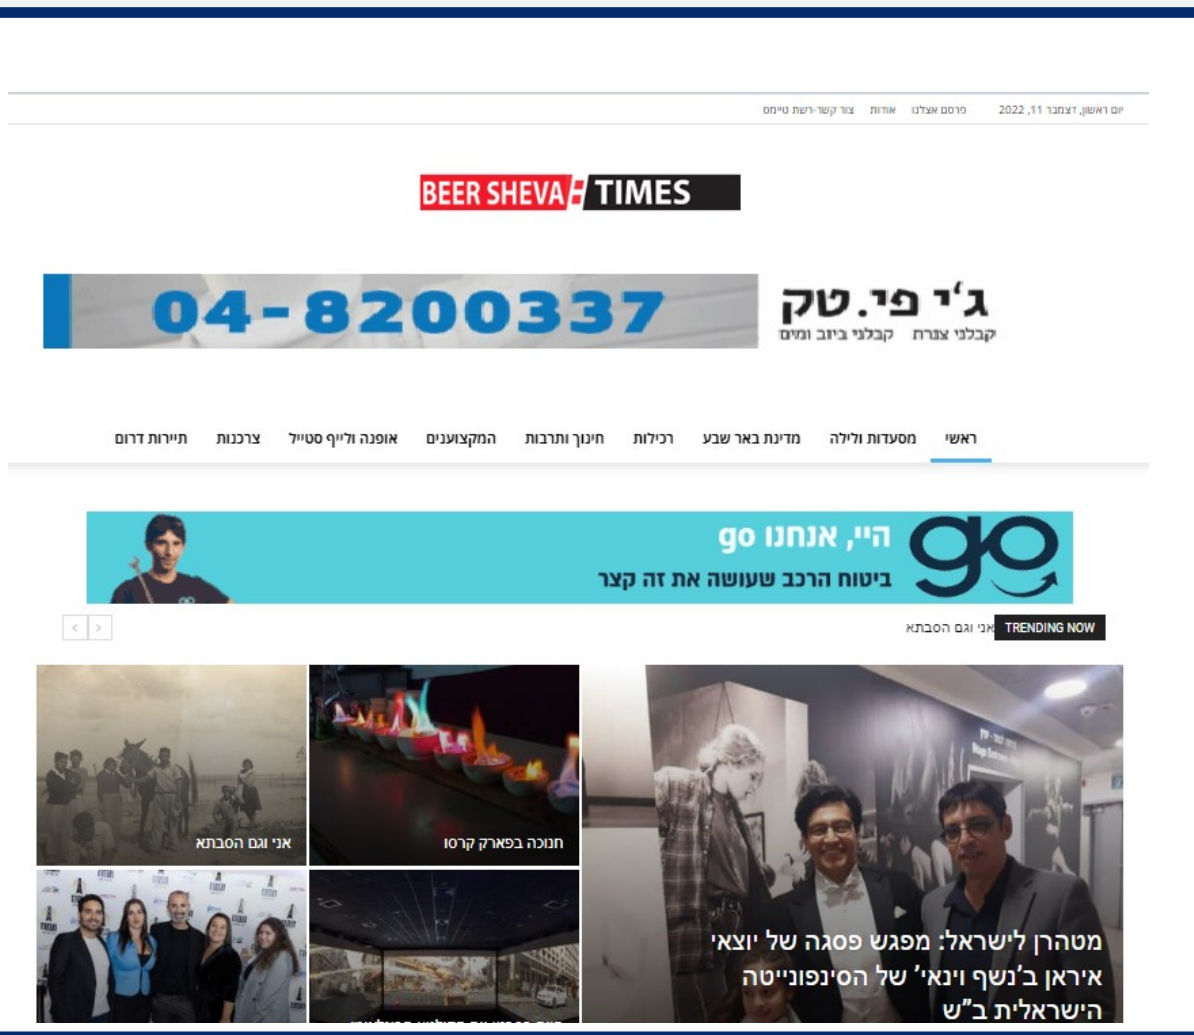 יום ראשון, דצמבר 11, 2022 פרסם אצלנו אודות צור קשר-רשת טיימס
BEER SHEVA TIMES
ג'י פי.טק
קבלני צנרת קבלני ביוב ומים
04-8200337
ראשי מסעדות ולילה מדינת באר שבע רכילות חינוך ותרבות המקצוענים אופנה ולייף סטייל צרכנות תיירות דרום
go
היי, אנחנו go
ביטוח הרכב שעושה את זה קצר
TRENDING NOW אני וגם הסבתא
מטהרן לישראל: מפגש פסגה של יוצאי
איראן ב'נשף וינאי' של הסינפונייטה
הישראלית ב"ש
חנוכה בפארק קרסו
אני וגם הסבתא